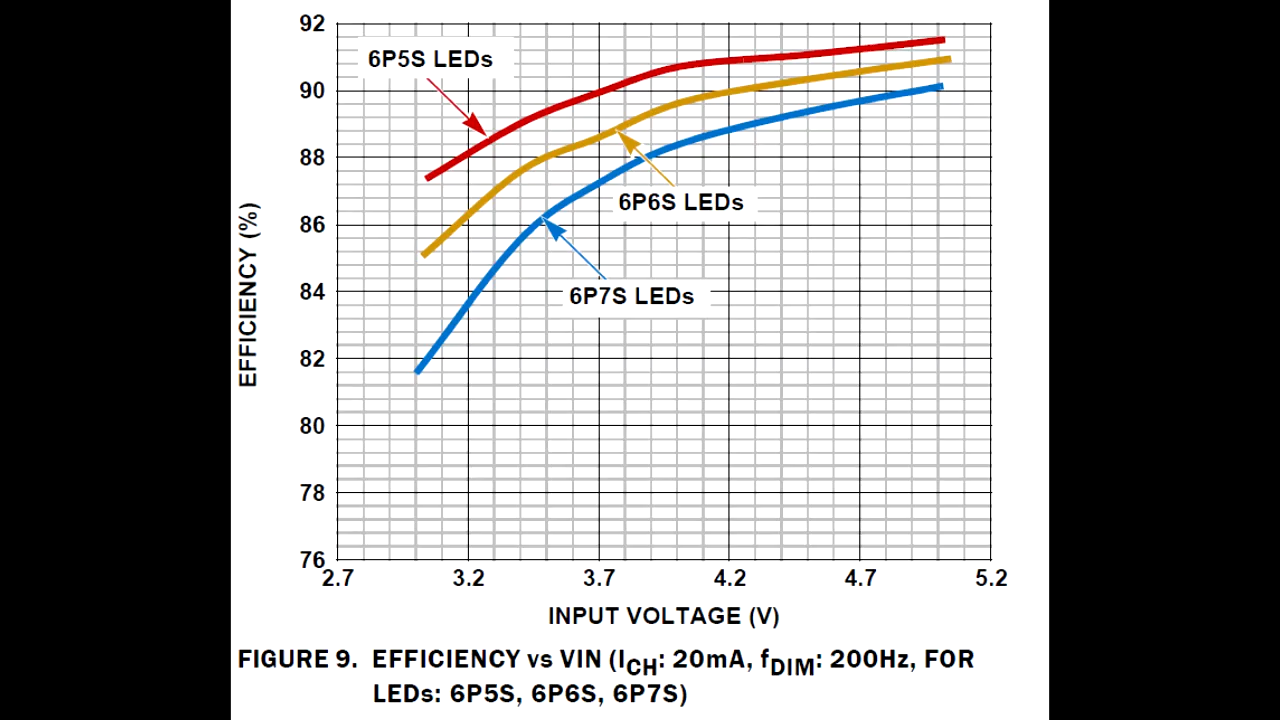 92
6P5S LEDs
90
88
6P6S LEDs
86
6P7S LEDs
84
82
80
78
76
EFFICIENCY (%)
2.7 3.2 3.7 4.2 4.7 5.2
INPUT VOLTAGE (V)
FIGURE 9. EFFICIENCY vs VIN (ICH: 20mA, fDIM: 200Hz, FOR
LEDs: 6P5S, 6P6S, 6P7S)